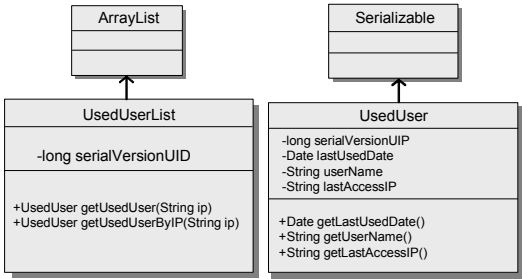 ArrayList
UsedUserList
-long serialVersionUID
+UsedUser getUsedUser(String ip)
+UsedUser getUsedUserByIP(String ip)
Serializable
UsedUser
-long serialVersionUIP
-Date lastUsedDate
-String userName
-String lastAccessIP
+Date getLastUsedDate()
+String getUserName()
+String getLastAccessIP()